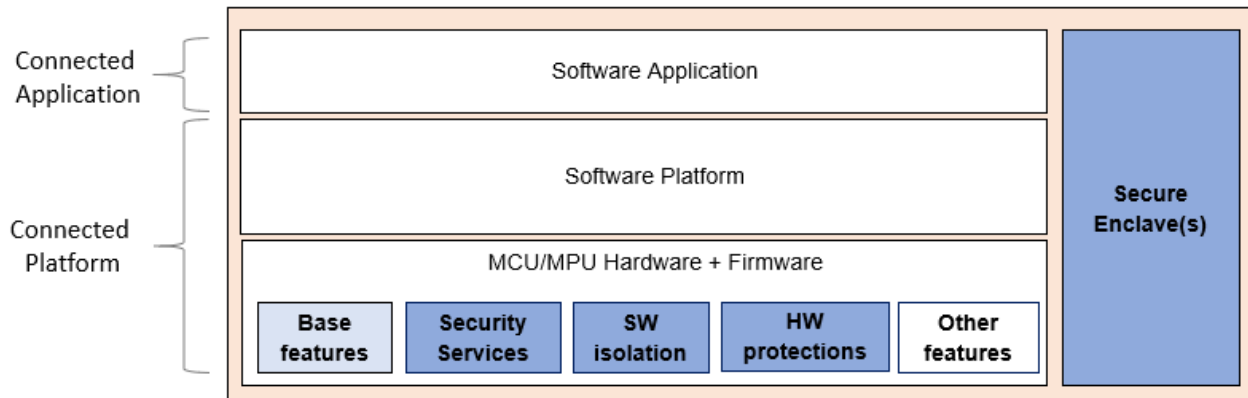 Connected
Application
Software Application
Connected
Platform
Software Platform
MCU/MPU Hardware + Firmware
Base
features
Security
Services
SW
isolation
HW
protections
Other
features
Secure
Enclave(s)